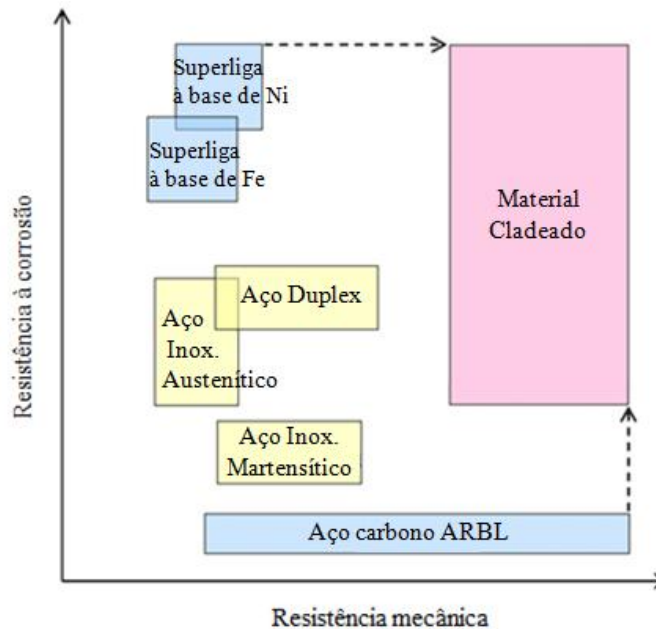 Superliga
à base de Ni
Superliga
à base de Fe
Material
Cladeado
Aço Duplex
Aço
Inox.
Austenítico
Aço Inox.
Martensítico
Aço carbono ARBL
Resistência à corrosão
Resistência mecânica